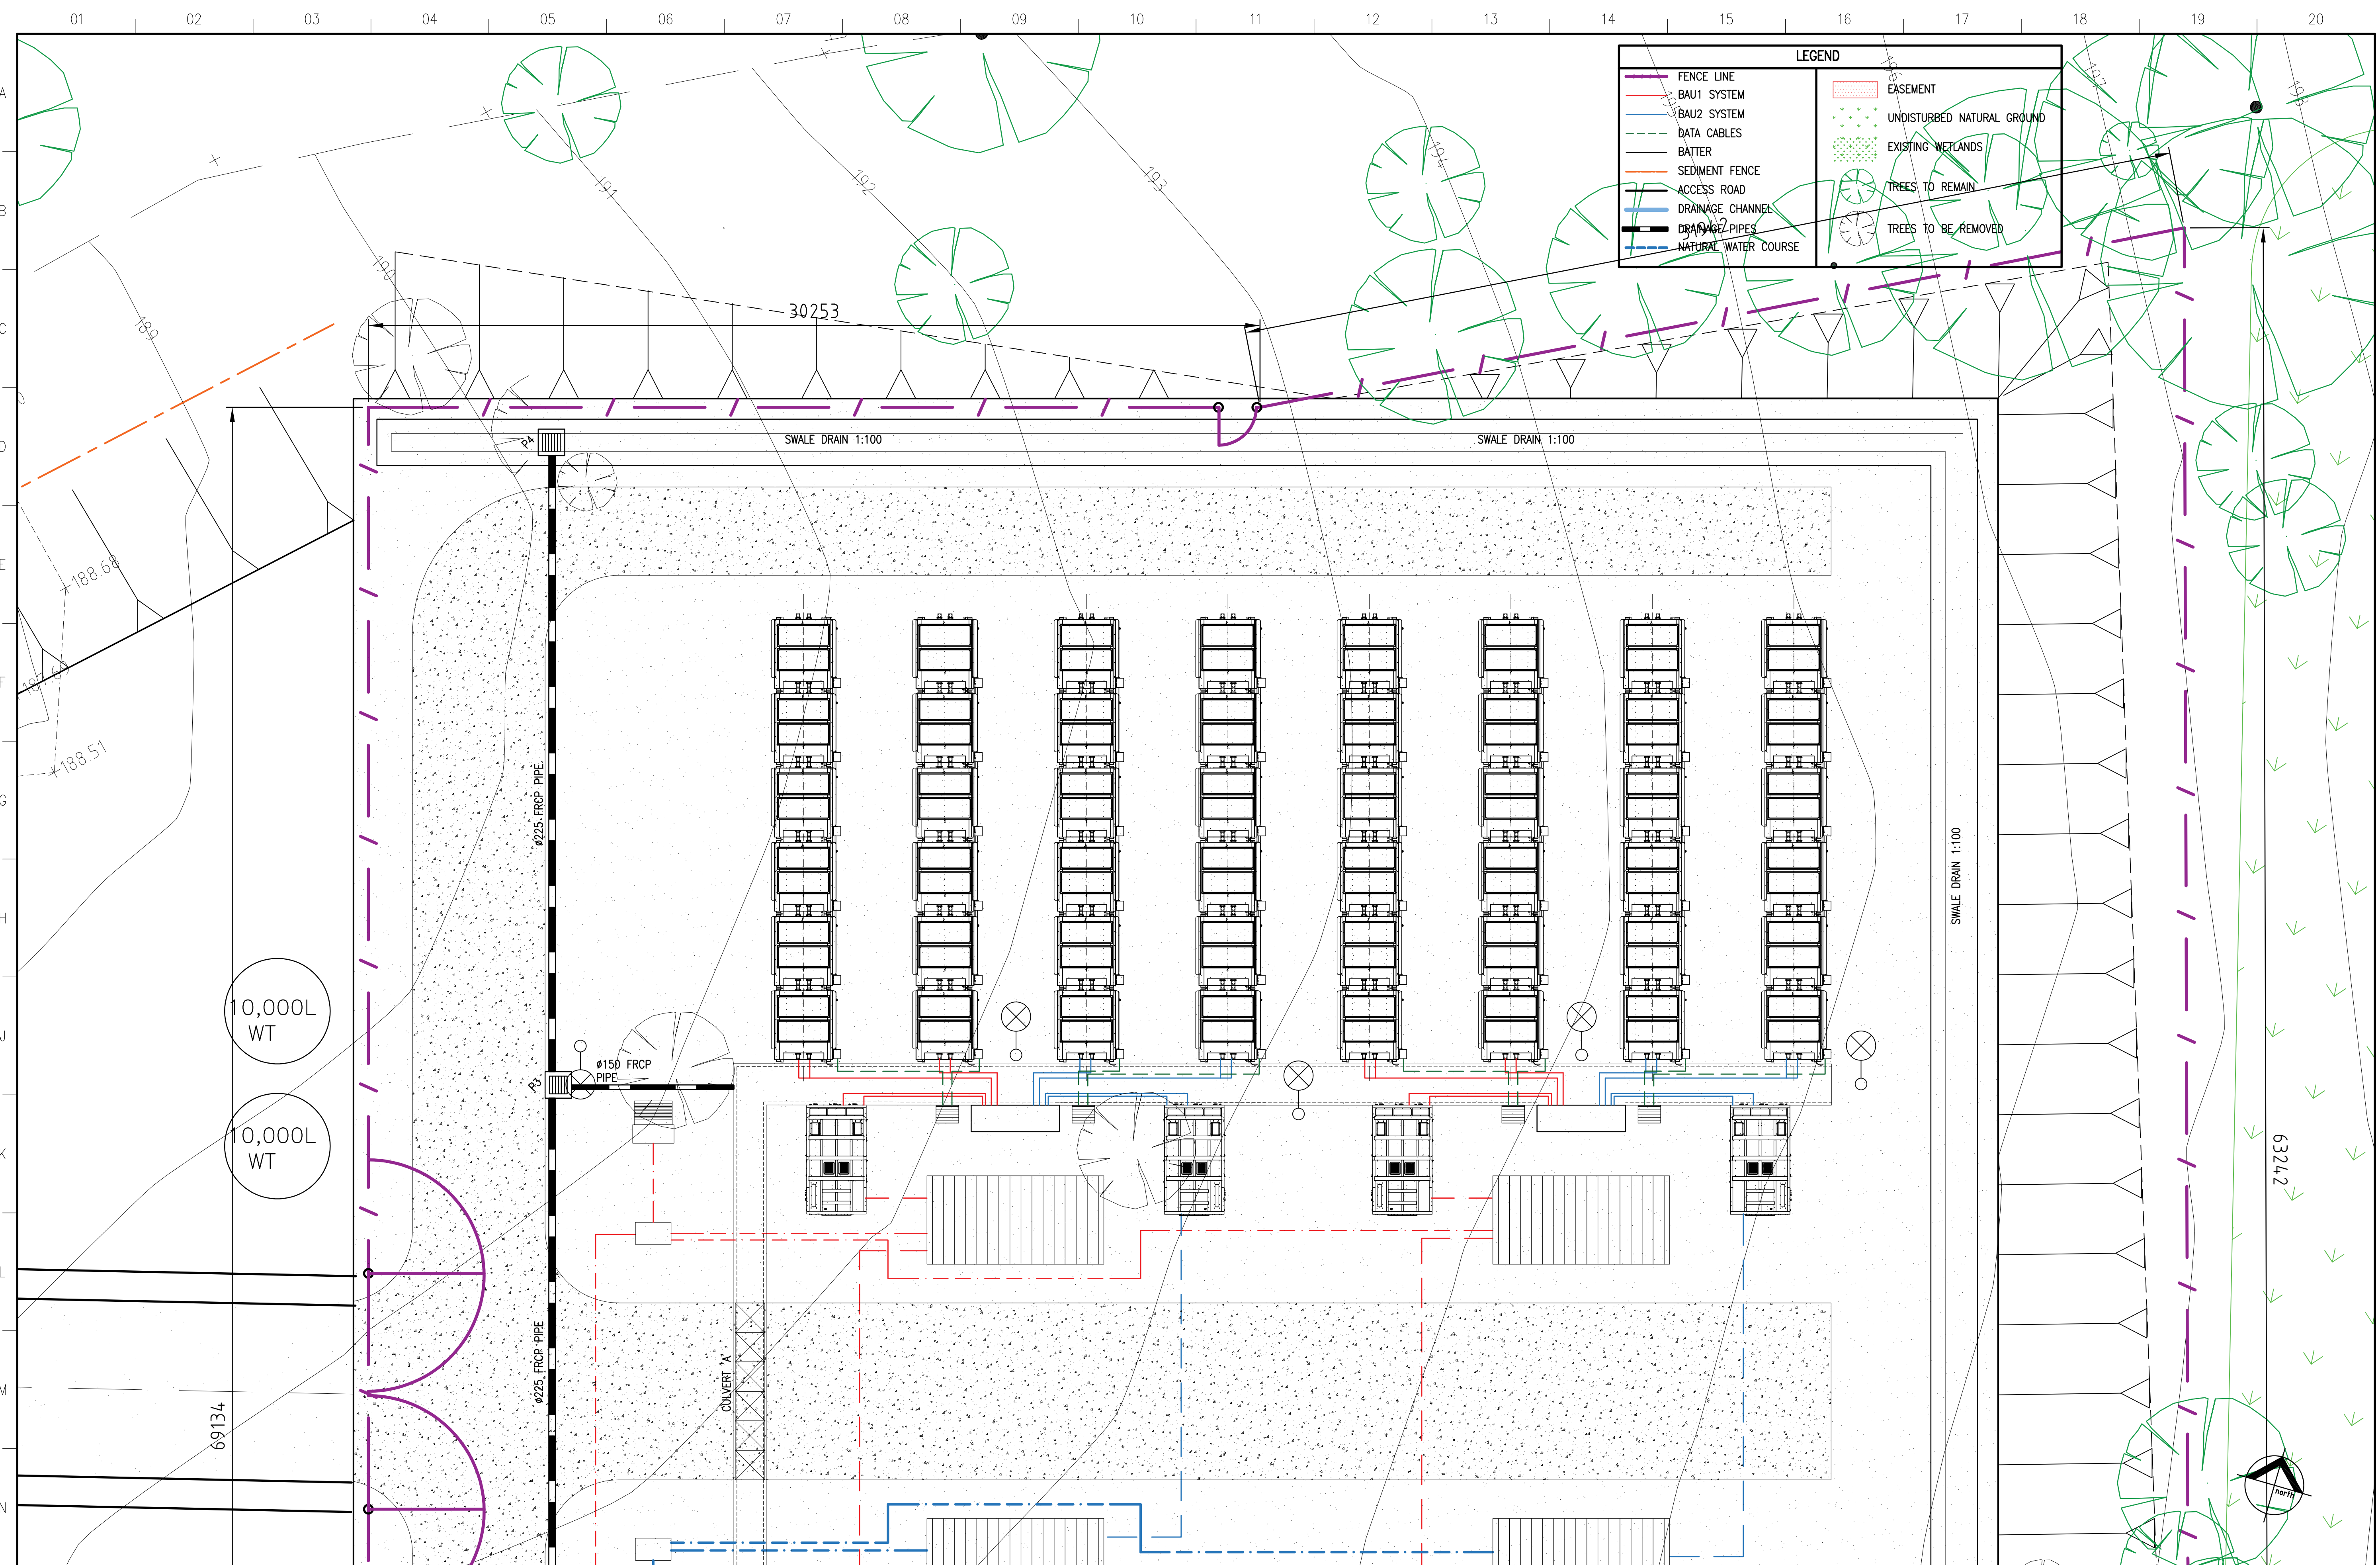 01 02 03 04 05 06 07 08 09 10 11 12 13 14 15 16 17 18 19 20
A
B
C
D
E
F
G
H
J
K
L
M
N
LEGEND
FENCE LINE
BAU1 SYSTEM
BAU2 SYSTEM
DATA CABLES
BATTER
SEDIMENT FENCE
ACCESS ROAD
DRAINAGE CHANNEL
DRAINAGE PIPES
NATURAL WATER COURSE
EASEMENT
UNDISTURBED NATURAL GROUND
EXISTING WETLANDS
TREES TO REMAIN
TREES TO BE REMOVED
189
190
191
192
193
194
195
196
197
198
30253
SWALE DRAIN 1:100
SWALE DRAIN 1:100
P4
188.68
188.51
ø225 FRCP PIPE
SWALE DRAIN 1:100
10,000L
WT
10,000L
WT
P3
ø150 FRCP
PIPE
63242
ø225 FRCP PIPE
CULVERT 'A'
69134
north